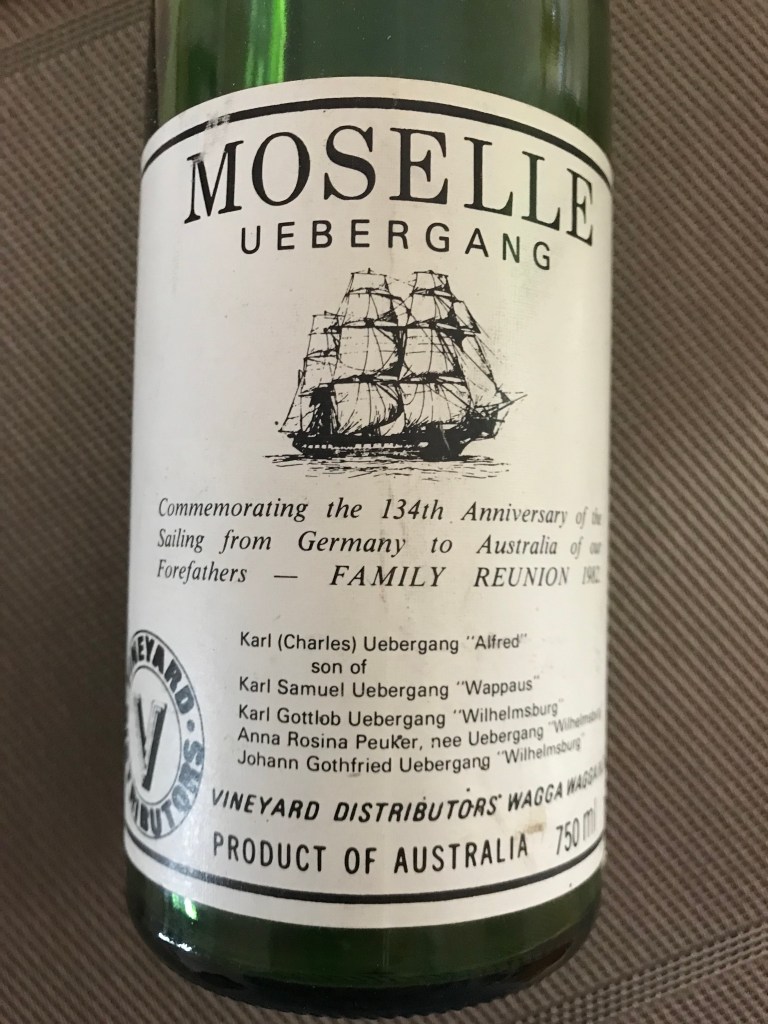 MOSELLE
UEBERGANG
Commemorating the 134th Anniversary of the
Sailing from Germany to Australia of our
Forefathers — FAMILY REUNION 1982
Karl (Charles) Uebergang "Alfred"
son of
Karl Samuel Uebergang "Wappaus"
Karl Gottlob Uebergang "Wilhelmsburg"
Anna Rosina Peuker, nee Uebergang
Johann Gothfried Uebergang "Wilhelmsburg"
VINEYARD DISTRIBUTORS WAGGA WAGGA
PRODUCT OF AUSTRALIA 750 ml
V